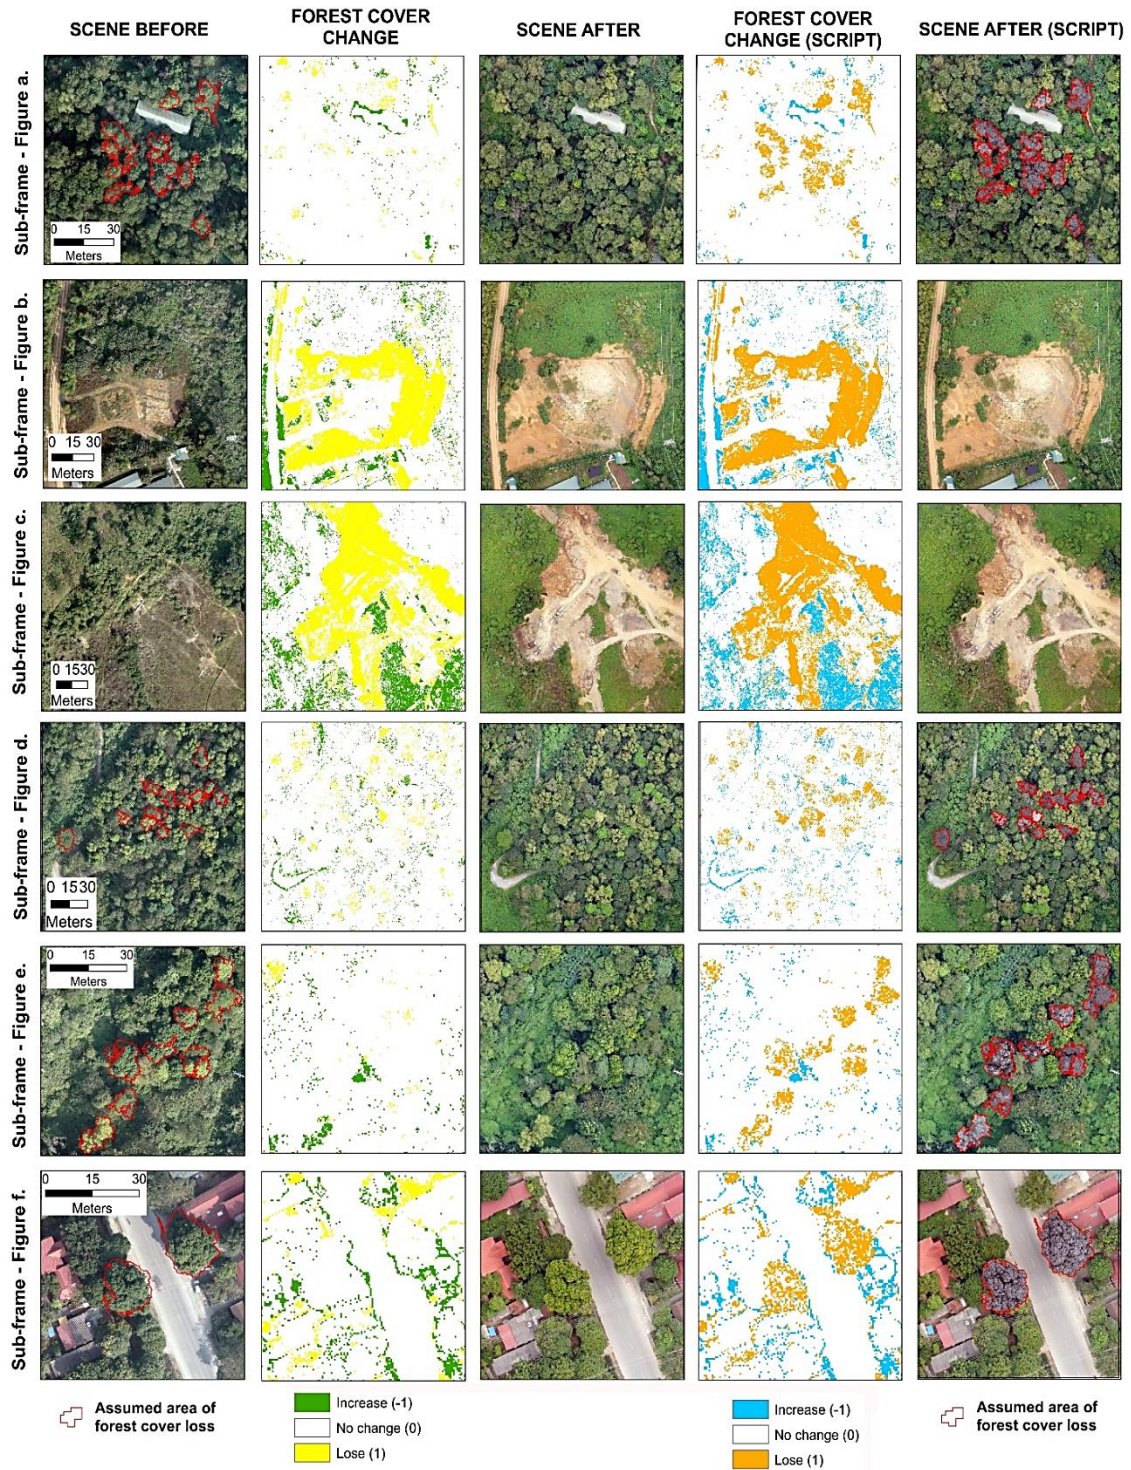 SCENE BEFORE
FOREST COVER
CHANGE
SCENE AFTER
FOREST COVER
CHANGE (SCRIPT)
SCENE AFTER (SCRIPT)
Sub-frame - Figure a.
0 15 30
Meters
Sub-frame - Figure b.
0 15 30
Meters
Sub-frame - Figure c.
0 1530
Meters
Sub-frame - Figure d.
0 1530
Meters
Sub-frame - Figure e.
0 15 30
Meters
Sub-frame - Figure f.
0 15 30
Meters
Assumed area of
forest cover loss
Increase (-1)
No change (0)
Lose (1)
Increase (-1)
No change (0)
Lose (1)
Assumed area of
forest cover loss